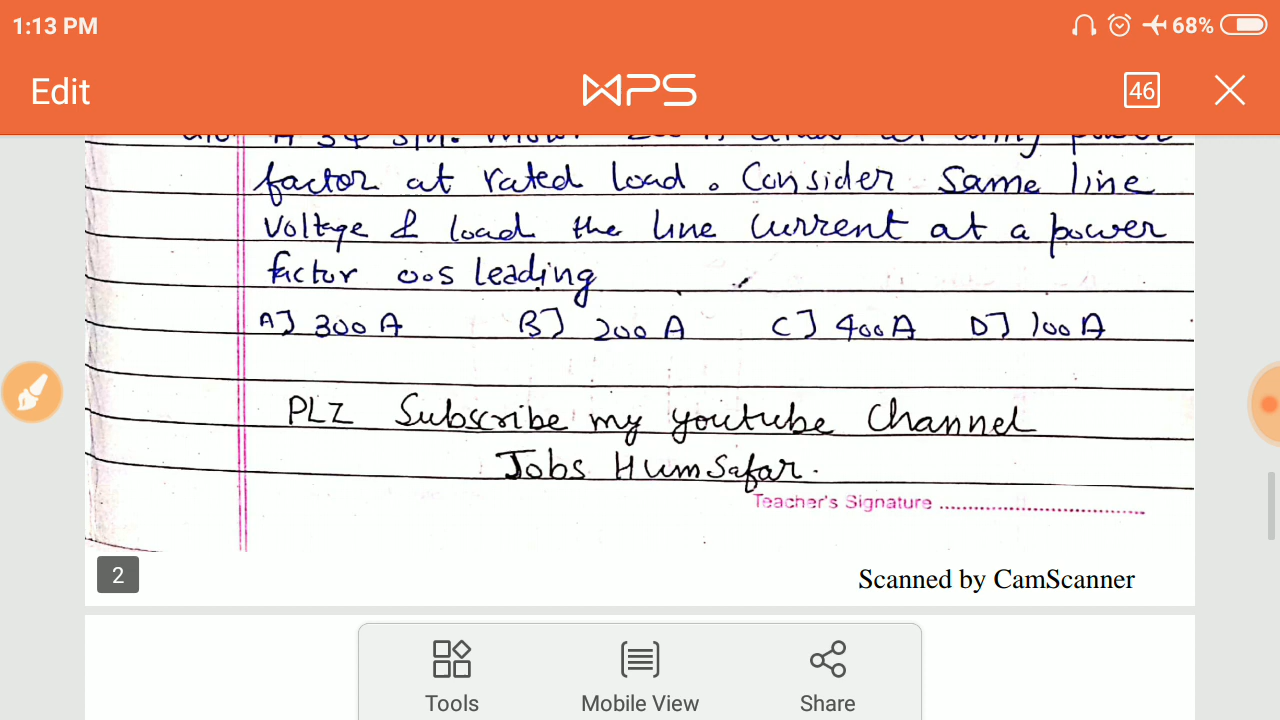 1:13 PM 68%
Edit WPS 46
factor at rated load. Consider same line
voltage & load the line current at a power
factor 0.5 leading
A] 300 A B] 200 A C] 400 A D] 100 A
PLZ Subscribe my youtube Channel
Jobs HumSafar.
Teacher's Signature
2
Scanned by CamScanner
Tools Mobile View Share